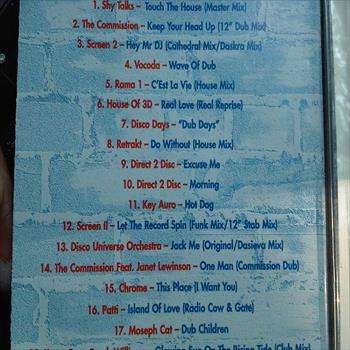 1. Shy Talks – Touch The House (Master Mix)
2. The Commission – Keep Your Head Up (12" Dub Mix)
3. Screen 2 – Hey Mr DJ (Cathedral Mix/Daskra Mix)
4. Vocoda – Wave Of Dub
5. Rama 1 – C'Est La Vie (House Mix)
6. House Of 3D – Real Love (Real Reprise)
7. Disco Days – "Dub Days"
8. Retrakt – Do Without (House Mix)
9. Direct 2 Disc – Excuse Me
10. Direct 2 Disc – Morning
11. Key Auro – Hot Dag
12. Screen II – Let The Record Spin (Funk Mix/12" Stab Mix)
13. Disco Universe Orchestra – Jack Me (Original/Dasieva Mix)
14. The Commission Feat. Janet Lewinson – One Man (Commission Dub)
15. Chrome – This Place (I Want You)
16. Patti – Island Of Love (Radio Cow & Gate)
17. Moseph Cat – Dub Children